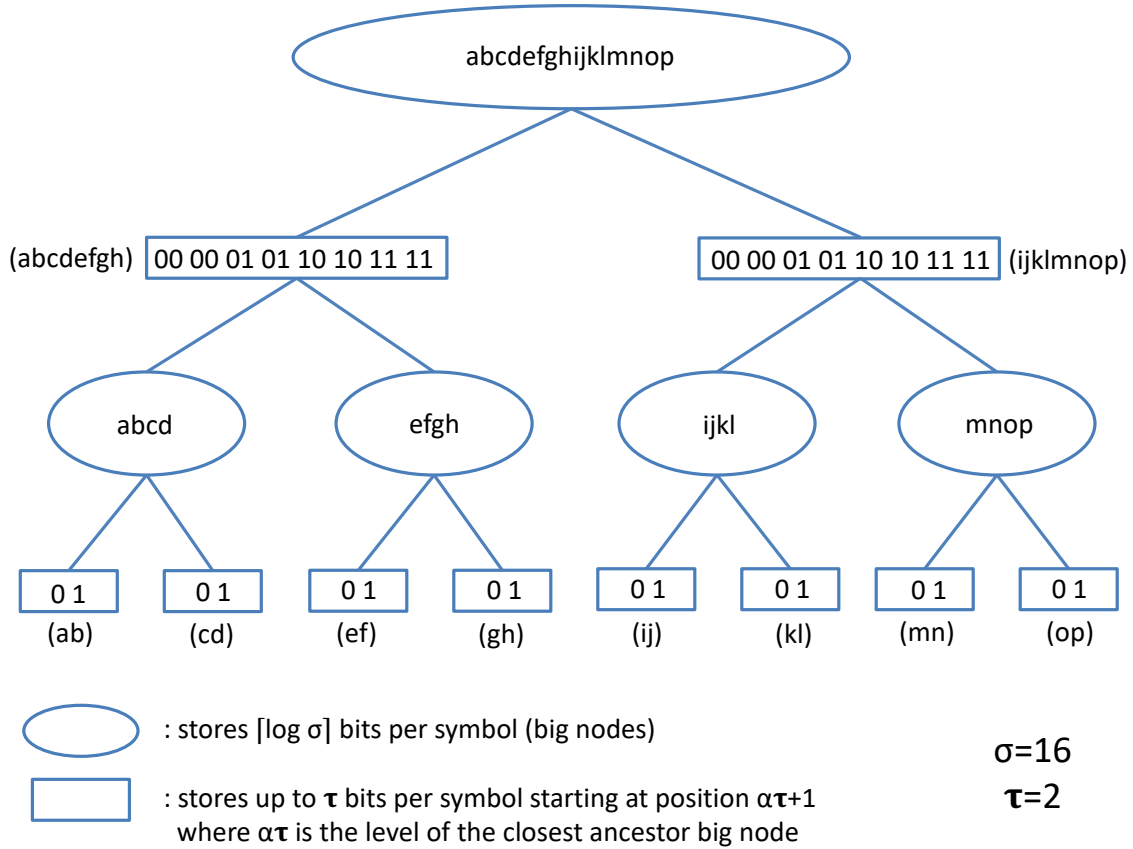 abcdefghijklmnop
(abcdefgh) 00 00 01 01 10 10 11 11 00 00 01 01 10 10 11 11 (ijklmnop)
abcd efgh ijkl mnop
0 1 0 1 0 1 0 1 0 1 0 1 0 1 0 1
(ab) (cd) (ef) (gh) (ij) (kl) (mn) (op)
: stores ⌈log σ⌉ bits per symbol (big nodes)
σ=16
: stores up to τ bits per symbol starting at position ατ+1
τ=2
where ατ is the level of the closest ancestor big node